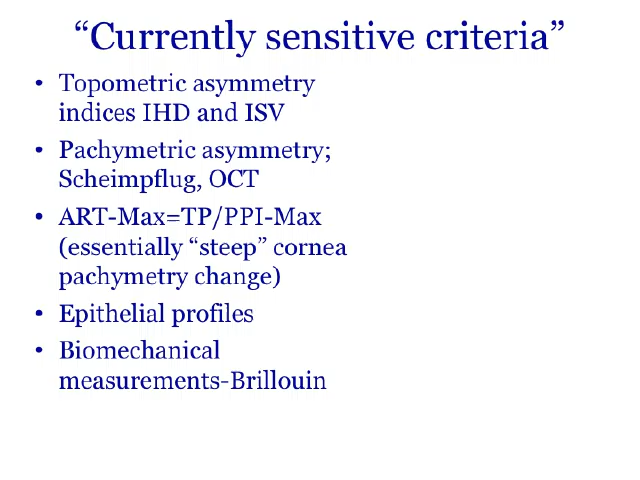 “Currently sensitive criteria”
• Topometric asymmetry
indices IHD and ISV
• Pachymetric asymmetry;
Scheimpflug, OCT
• ART-Max=TP/PPI-Max
(essentially “steep” cornea
pachymetry change)
• Epithelial profiles
• Biomechanical
measurements-Brillouin